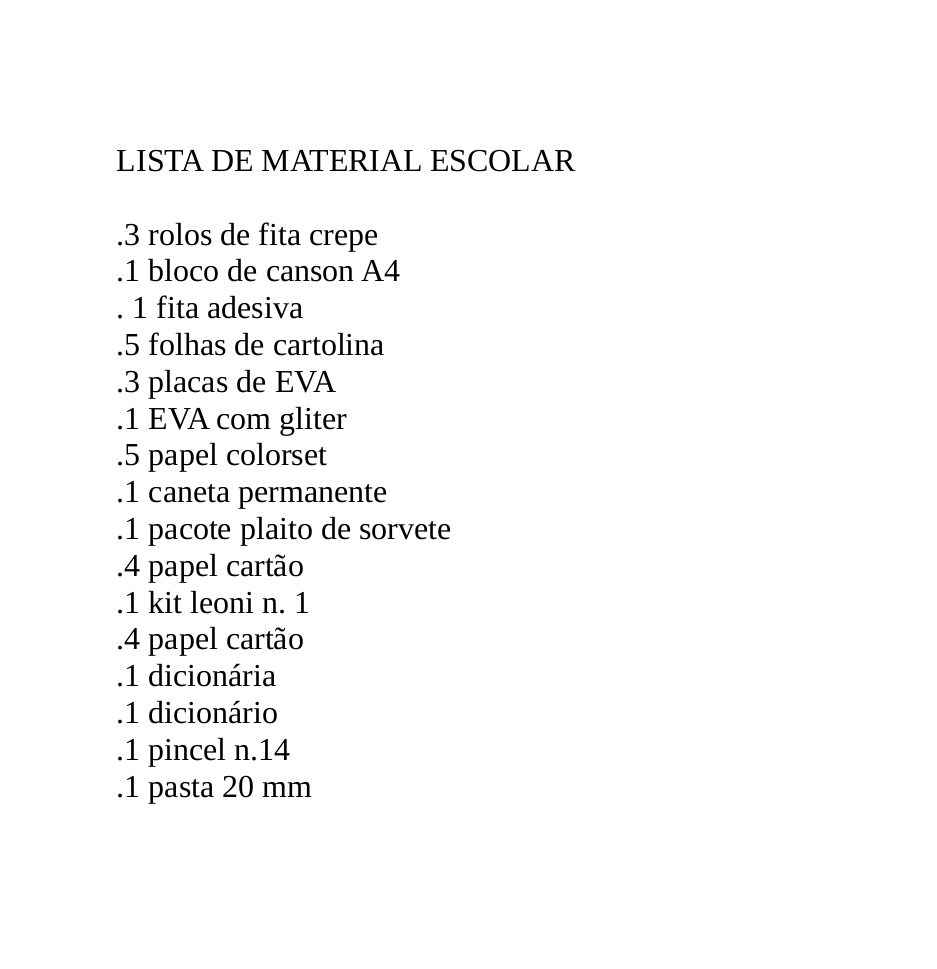 LISTA DE MATERIAL ESCOLAR
.3 rolos de fita crepe
.1 bloco de canson A4
. 1 fita adesiva
.5 folhas de cartolina
.3 placas de EVA
.1 EVA com gliter
.5 papel colorset
.1 caneta permanente
.1 pacote plaito de sorvete
.4 papel cartão
.1 kit leoni n. 1
.4 papel cartão
.1 dicionária
.1 dicionário
.1 pincel n.14
.1 pasta 20 mm